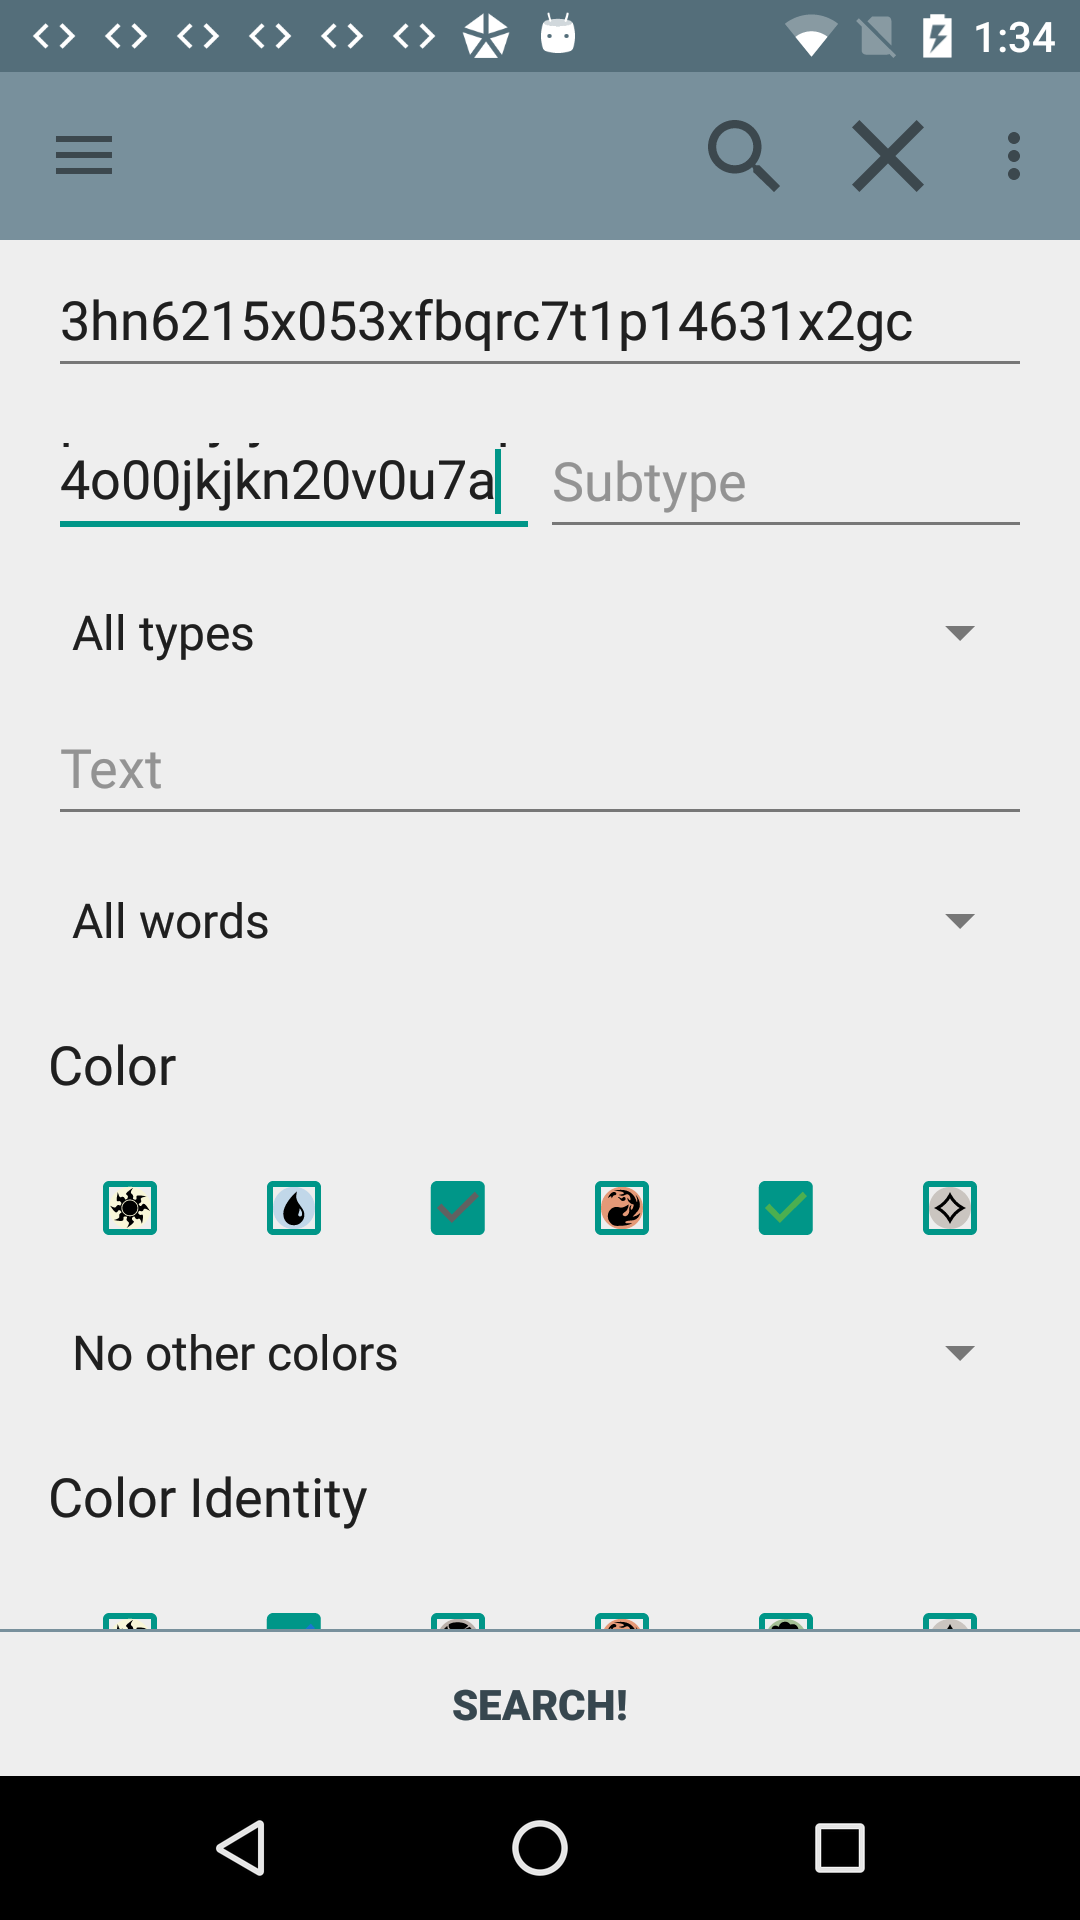 1:34
3hn6215x053xfbqrc7t1p14631x2gc
4o00jkjkn20v0u7a
Subtype
All types
Text
All words
Color
No other colors
Color Identity
SEARCH!